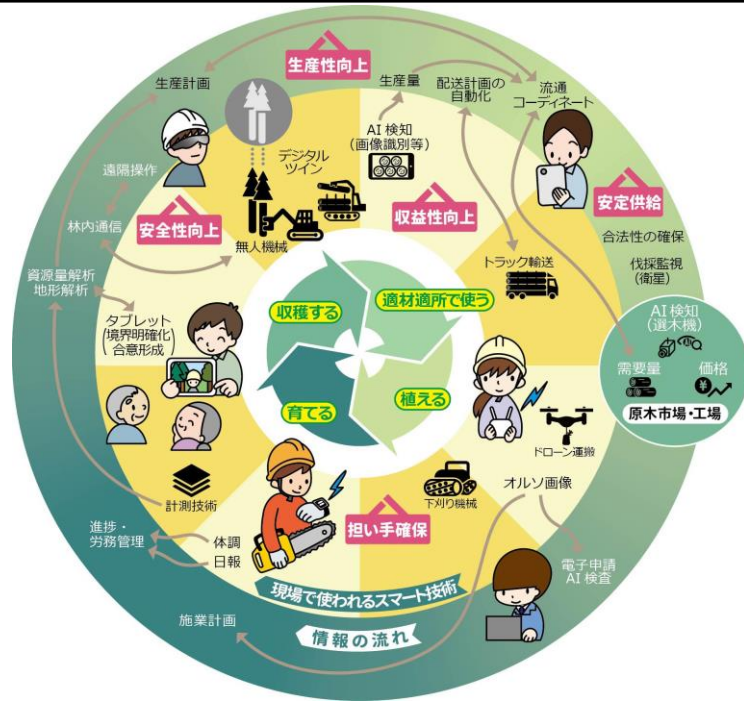 生産性向上
生産計画
生産量
配送計画の
自動化
流通
コーディネート
AI 検知
(画像識別等)
デジタル
ツイン
遠隔操作
林内通信
安全性向上
無人機械
収益性向上
安定供給
合法性の確保
伐採監視
(衛星)
トラック輸送
資源量解析
地形解析
タブレット
(境界明確化
合意形成)
収穫する
適材適所で使う
育てる
植える
AI 検知
(選木機)
需要量
価格
原木市場・工場
ドローン運搬
下刈り機械
オルソ画像
計測技術
担い手確保
進捗・
労務管理
体調
日報
電子申請
AI 検査
現場で使われるスマート技術
施業計画
情報の流れ